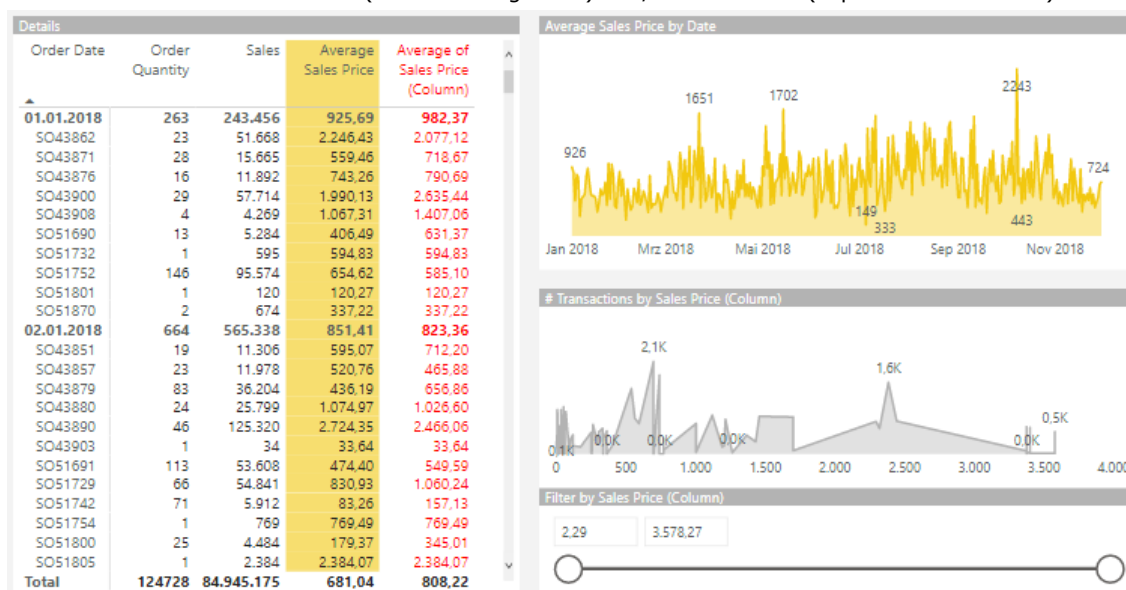 Details
Order Date Order Quantity Sales Average Sales Price Average of Sales Price (Column)
01.01.2018 263 243.456 925,69 982,37
SO43862 23 51.668 2.246,43 2.077,12
SO43871 28 15.665 559,46 718,67
SO43876 16 11.892 743,26 790,69
SO43900 29 57.714 1.990,13 2.635,44
SO43908 4 4.269 1.067,31 1.407,06
SO51690 13 5.284 406,49 631,37
SO51732 1 595 594,83 594,83
SO51752 146 95.574 654,62 585,10
SO51801 1 120 120,27 120,27
SO51870 2 674 337,22 337,22
02.01.2018 664 565.338 851,41 823,36
SO43851 19 11.306 595,07 712,20
SO43857 23 11.978 520,76 465,88
SO43879 83 36.204 436,19 656,86
SO43880 24 25.799 1.074,97 1.026,60
SO43890 46 125.320 2.724,35 2.466,06
SO43903 1 34 33,64 33,64
SO51691 113 53.608 474,40 549,59
SO51729 66 54.841 830,93 1.060,24
SO51742 71 5.912 83,26 157,13
SO51754 1 769 769,49 769,49
SO51800 25 4.484 179,37 345,01
SO51805 1 2.384 2.384,07 2.384,07
Total 124728 84.945.175 681,04 808,22
Average Sales Price by Date
926 1651 1702 2243 724
149 333 443
Jan 2018 Mrz 2018 Mai 2018 Jul 2018 Sep 2018 Nov 2018
# Transactions by Sales Price (Column)
2,1K 1,6K 0,5K
0,1K 0,0K 0,0K 0,0K 0,0K
0 500 1.000 1.500 2.000 2.500 3.000 3.500 4.000
Filter by Sales Price (Column)
2,29 3.578,27